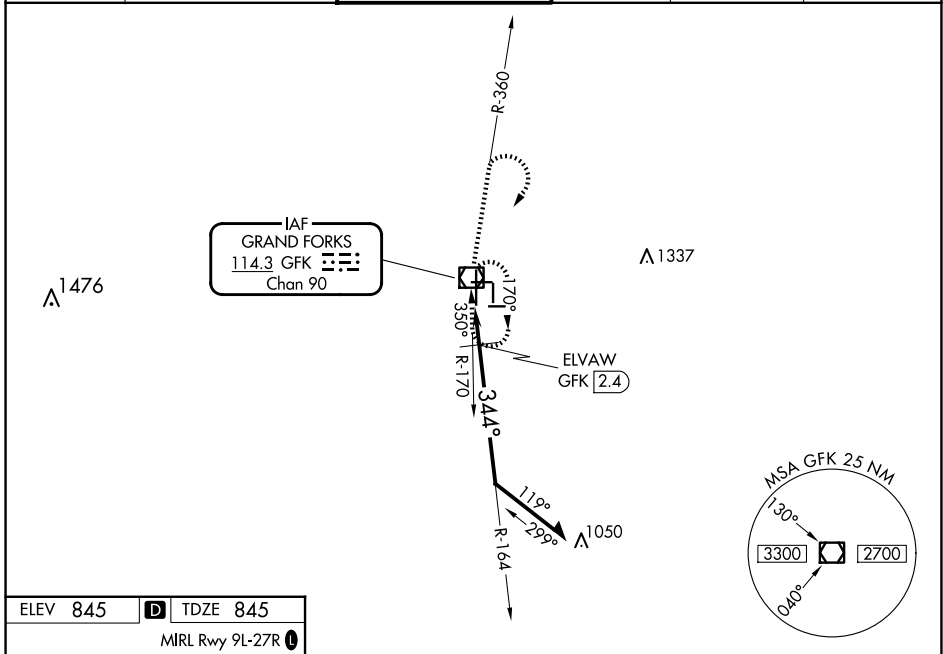 R-360
IAF
GRAND FORKS
114.3 GFK
Chan 90
1476
1337
170°
350°
R-170
ELVAW
GFK 2.4
344°
119°
299°
1050
R-164
MSA GFK 25 NM
130°
3300
2700
040°
ELEV 845 D TDZE 845
MIRL Rwy 9L-27R L